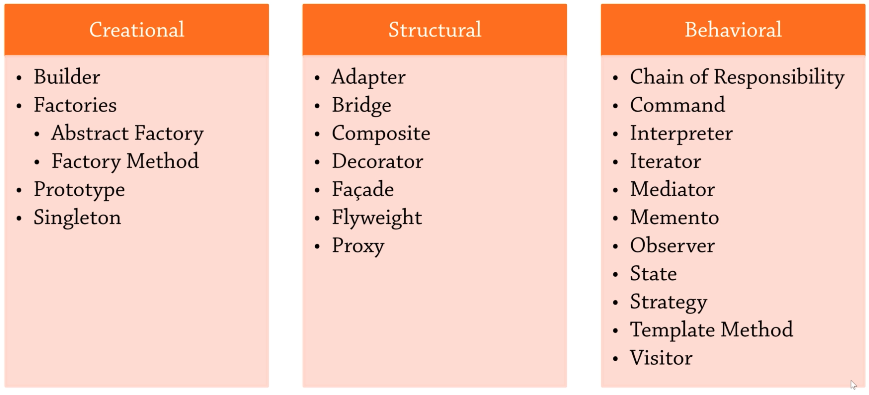 Creational
• Builder
• Factories
• Abstract Factory
• Factory Method
• Prototype
• Singleton
Structural
• Adapter
• Bridge
• Composite
• Decorator
• Façade
• Flyweight
• Proxy
Behavioral
• Chain of Responsibility
• Command
• Interpreter
• Iterator
• Mediator
• Memento
• Observer
• State
• Strategy
• Template Method
• Visitor